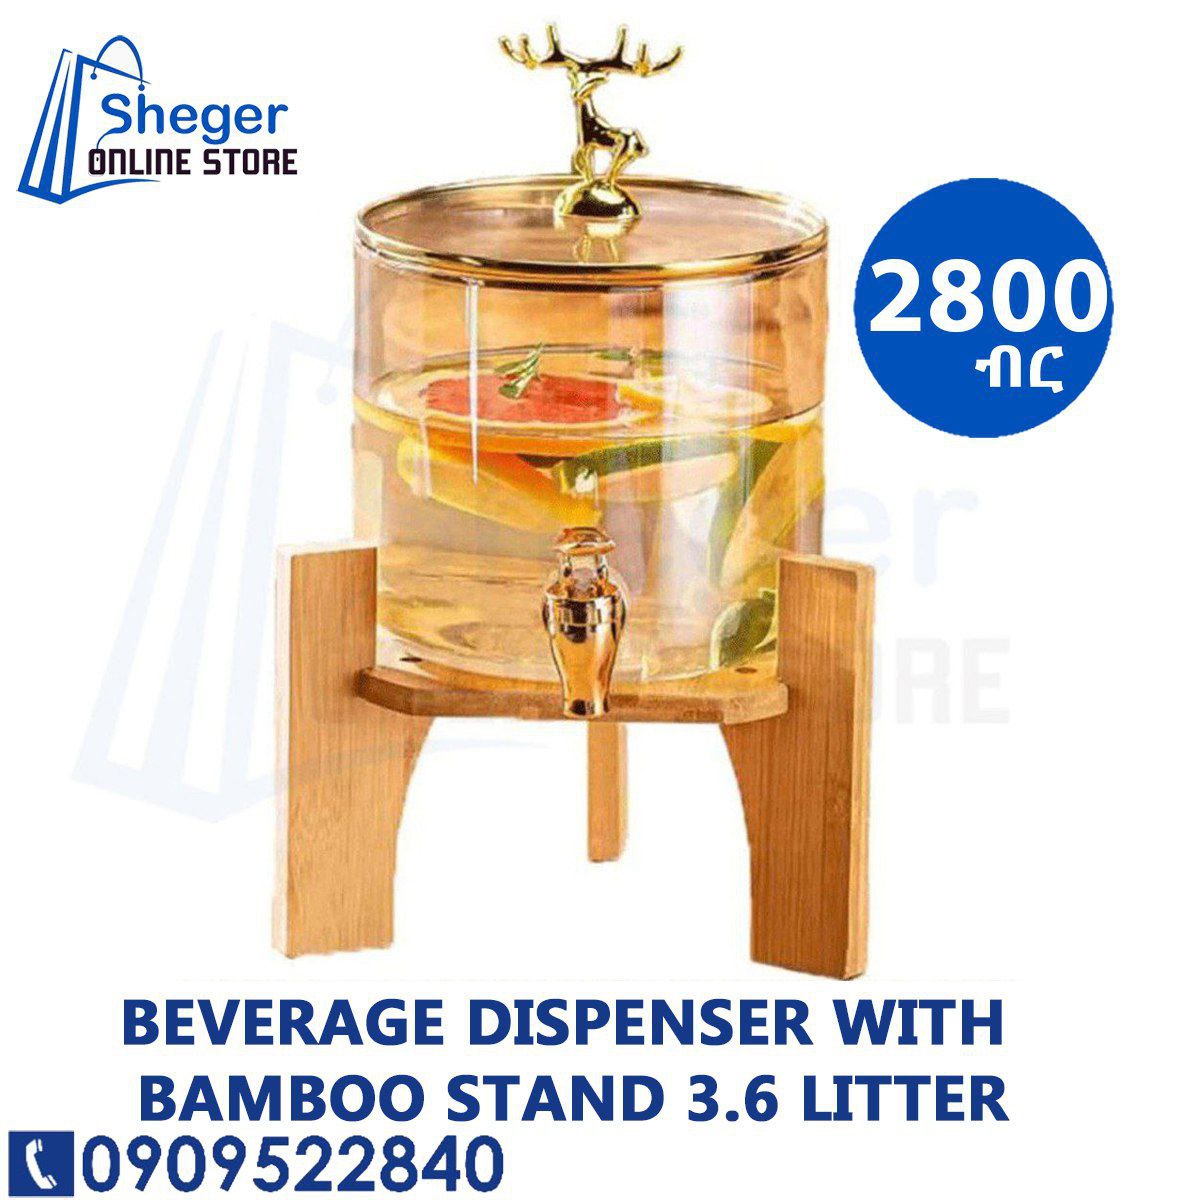 Sheger
ONLINE STORE
2800
ብር
BEVERAGE DISPENSER WITH
BAMBOO STAND 3.6 LITTER
0909522840